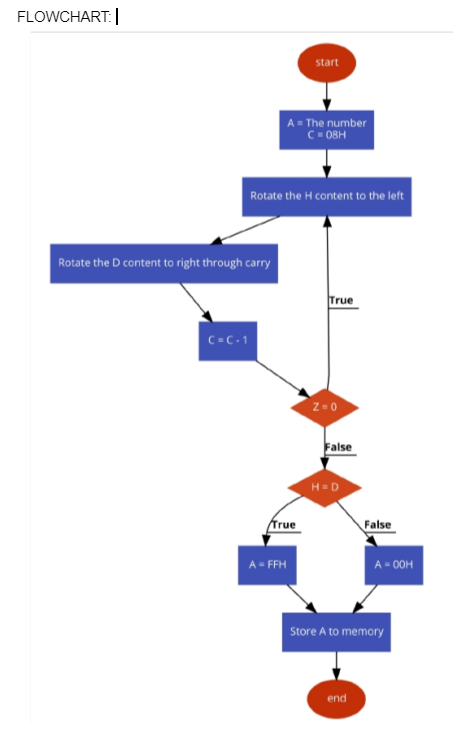 FLOWCHART:
start
A = The number
C = 08H
Rotate the H content to the left
Rotate the D content to right through carry
True
C = C - 1
Z = 0
False
H = D
True
False
A = FFH
A = 00H
Store A to memory
end